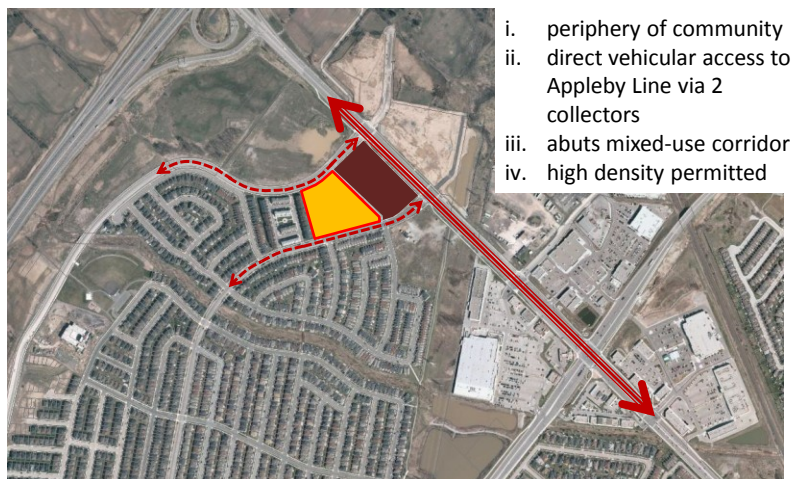 i. periphery of community
ii. direct vehicular access to
Appleby Line via 2
collectors
iii. abuts mixed-use corridor
iv. high density permitted